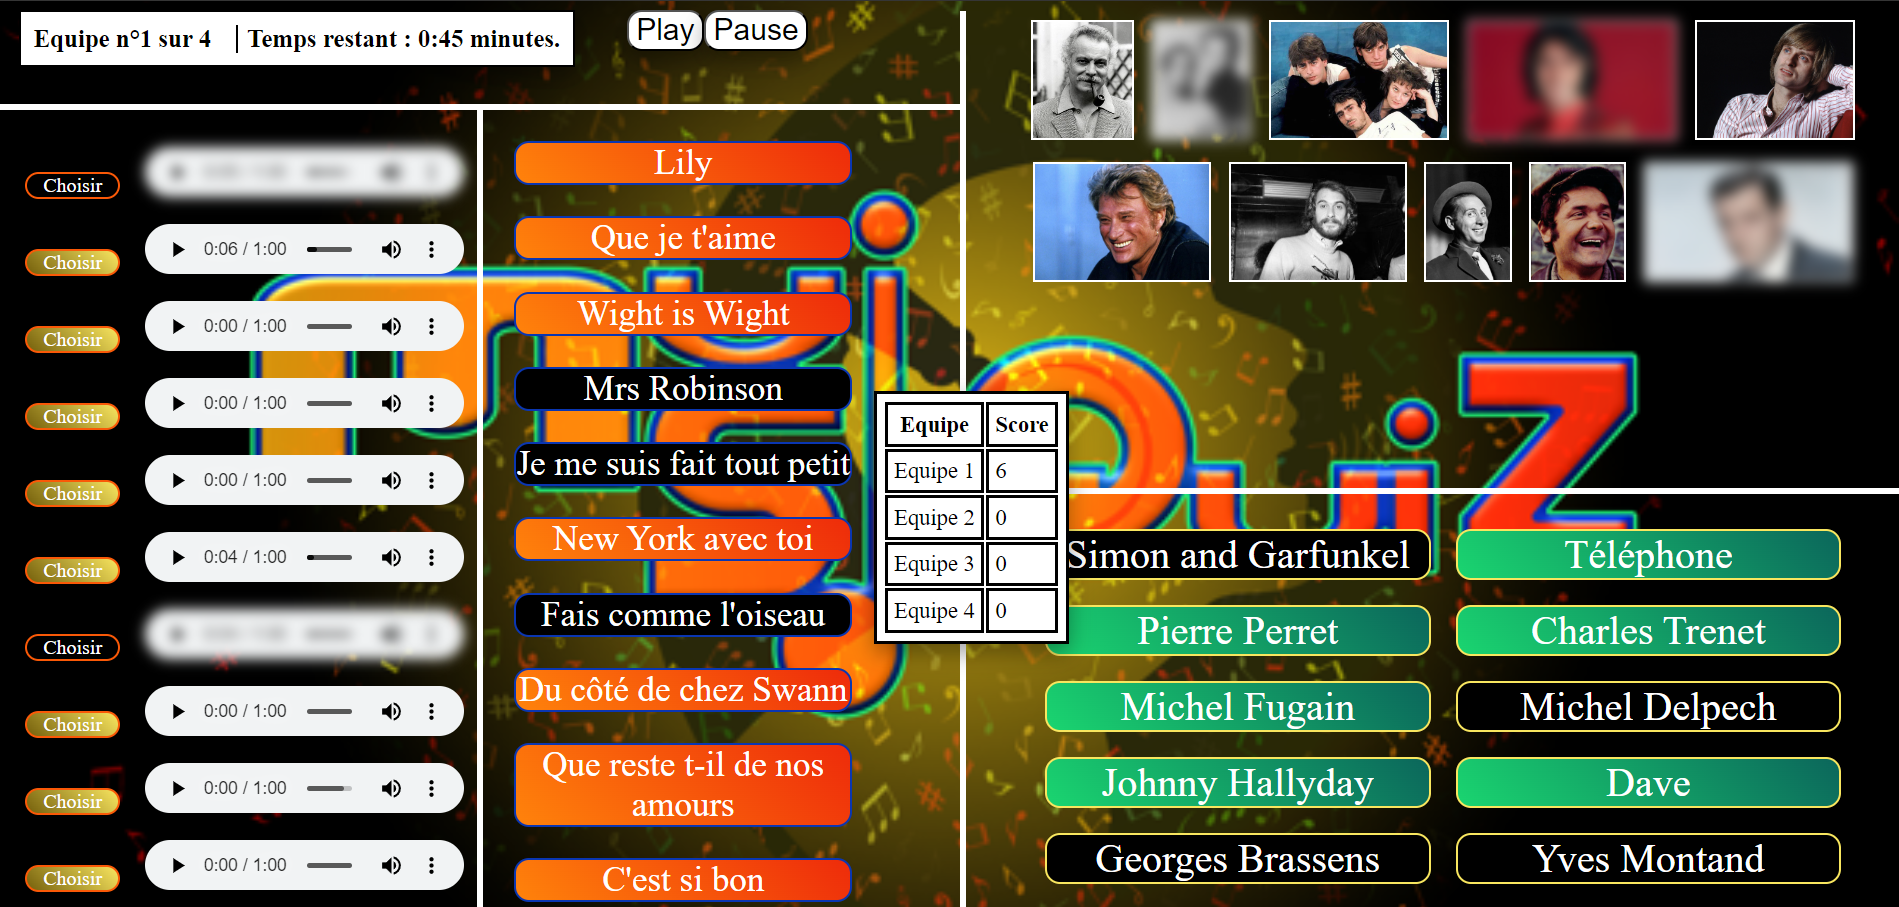 Equipe n°1 sur 4 | Temps restant : 0:45 minutes.
Play Pause
Choisir
Choisir 0:06 / 1:00
Choisir 0:00 / 1:00
Choisir 0:00 / 1:00
Choisir 0:00 / 1:00
Choisir 0:04 / 1:00
Choisir
Choisir 0:00 / 1:00
Choisir 0:00 / 1:00
Choisir 0:00 / 1:00
Lily
Que je t'aime
Wight is Wight
Mrs Robinson
Je me suis fait tout petit
New York avec toi
Fais comme l'oiseau
Du côté de chez Swann
Que reste t-il de nos
amours
C'est si bon
Equipe Score
Equipe 1 6
Equipe 2 0
Equipe 3 0
Equipe 4 0
Simon and Garfunkel Téléphone
Pierre Perret Charles Trenet
Michel Fugain Michel Delpech
Johnny Hallyday Dave
Georges Brassens Yves Montand
QuiZ